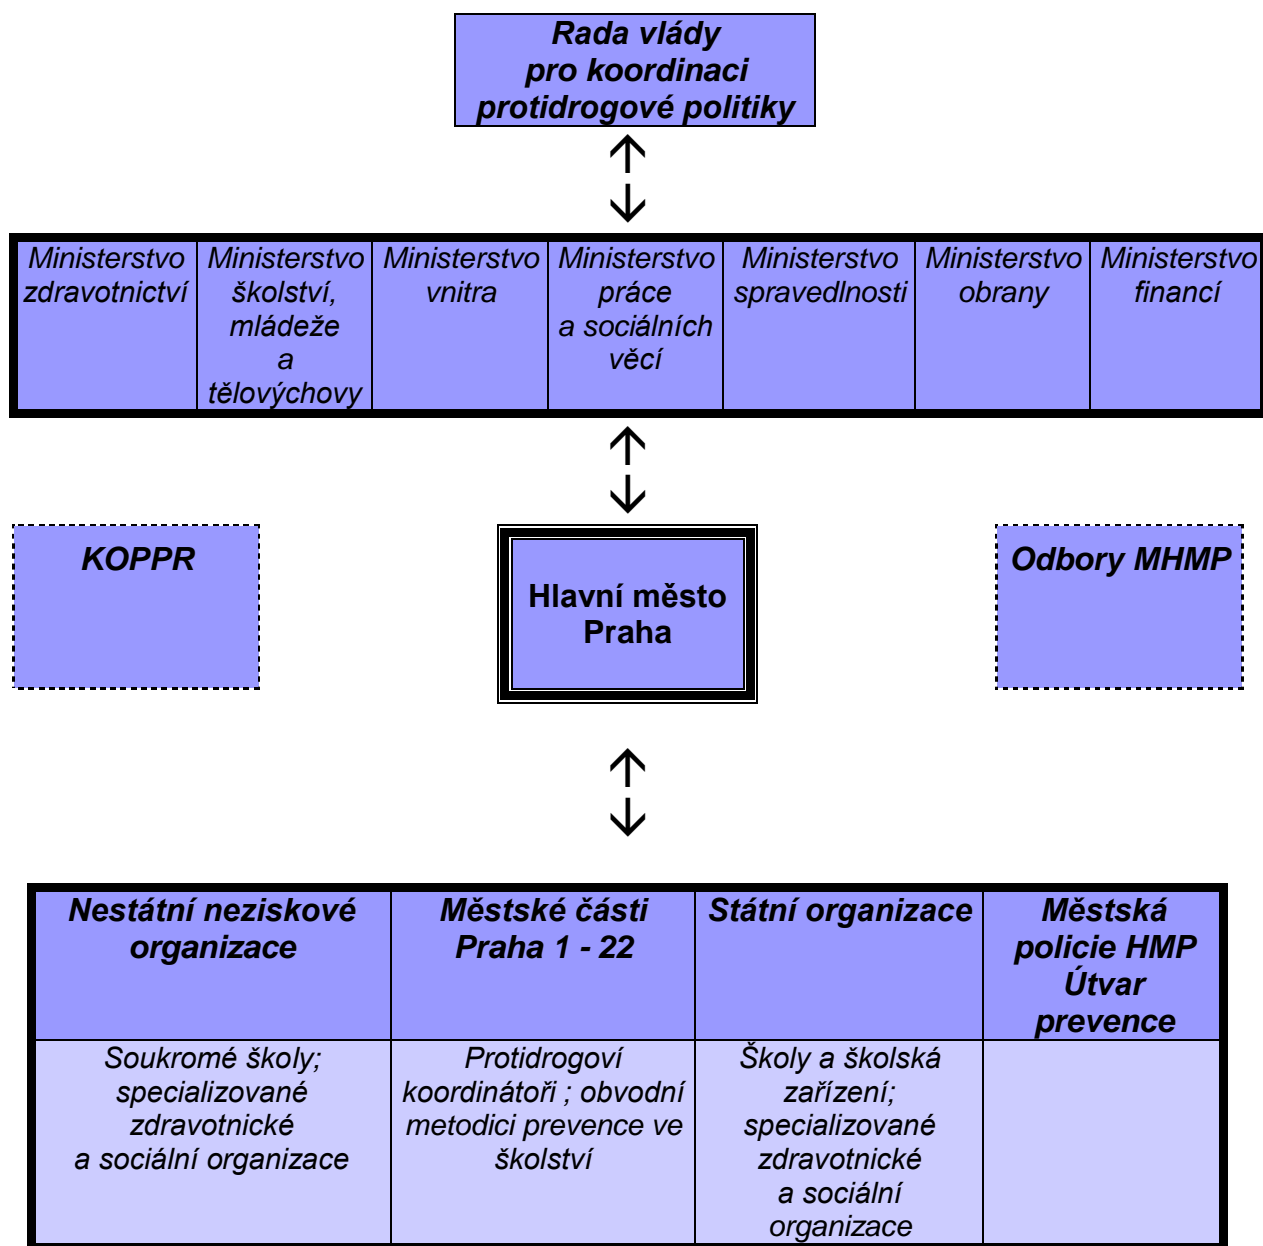 Rada vlády
pro koordinaci
protidrogové politiky
↑
↓
Ministerstvo
zdravotnictví
Ministerstvo
školství,
mládeže
a
tělovýchovy
Ministerstvo
vnitra
Ministerstvo
práce
a sociálních
věcí
Ministerstvo
spravedlnosti
Ministerstvo
obrany
Ministerstvo
financí
↑
↓
KOPPR
Hlavní město
Praha
Odbory MHMP
↑
↓
Nestátní neziskové
organizace
Městské části
Praha 1 - 22
Státní organizace
Městská
policie HMP
Útvar
prevence
Soukromé školy;
specializované
zdravotnické
a sociální organizace
Protidrogoví
koordinátoři ; obvodní
metodici prevence ve
školství
Školy a školská
zařízení;
specializované
zdravotnické
a sociální
organizace